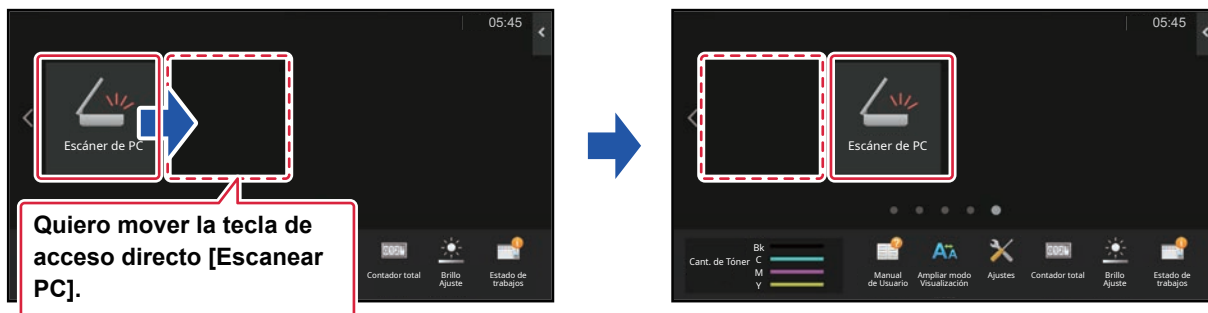 05:45
Escáner de PC
Quiero mover la tecla de
acceso directo [Escanear
PC].
Contador total
Brillo
Ajuste
Estado de
trabajos
05:45
Escáner de PC
Cant. de Tóner
Bk
C
M
Y
Manual
de Usuario
Ampliar modo
Visualización
Ajustes
Contador total
Brillo
Ajuste
Estado de
trabajos